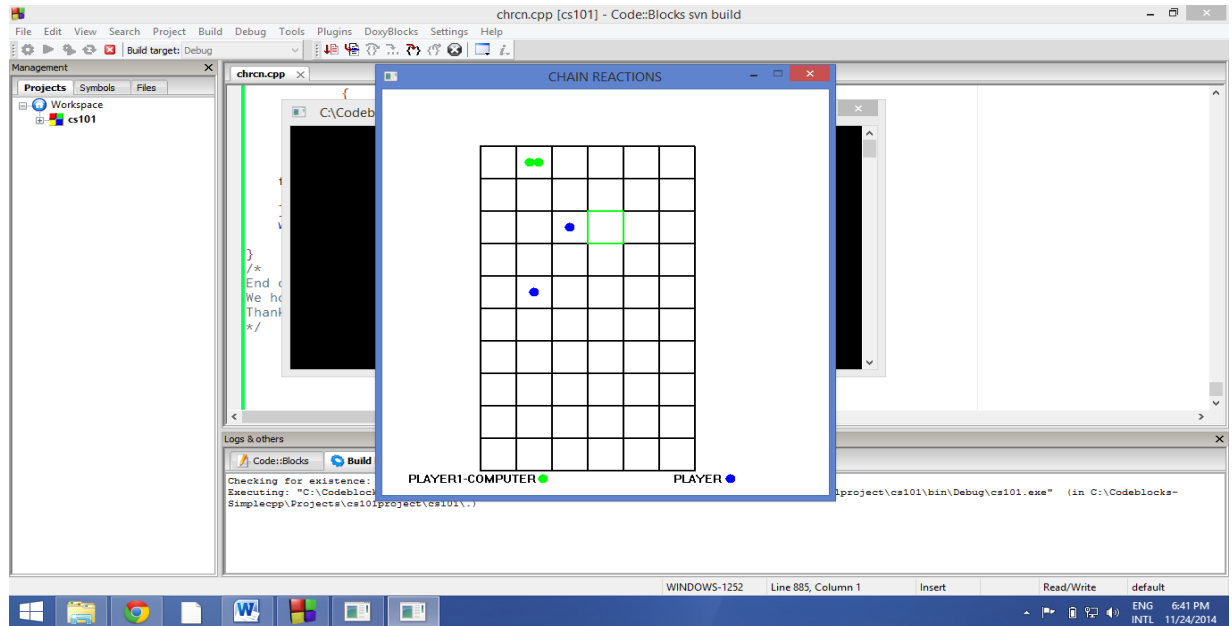 chrcn.cpp [cs101] - Code::Blocks svn build
File Edit View Search Project Build Debug Tools Plugins DoxyBlocks Settings Help
Build target: Debug
Management
chrcn.cpp
CHAIN REACTIONS
Projects Symbols Files
Workspace
cs101
{
C:\Codeb
}
/*
End
We
Thank
*/
PLAYER1-COMPUTER
PLAYER
Logs & others
Code::Blocks
Build
Checking for existence:
Executing: "C:\Codeblock 1project\cs101\bin\Debug\cs101.exe" (in C:\Codeblocks-
Simplecpp\Projects\cs101project\cs101\.)
WINDOWS-1252 Line 885, Column 1 Insert Read/Write default
ENG 6:41 PM
INTL 11/24/2014